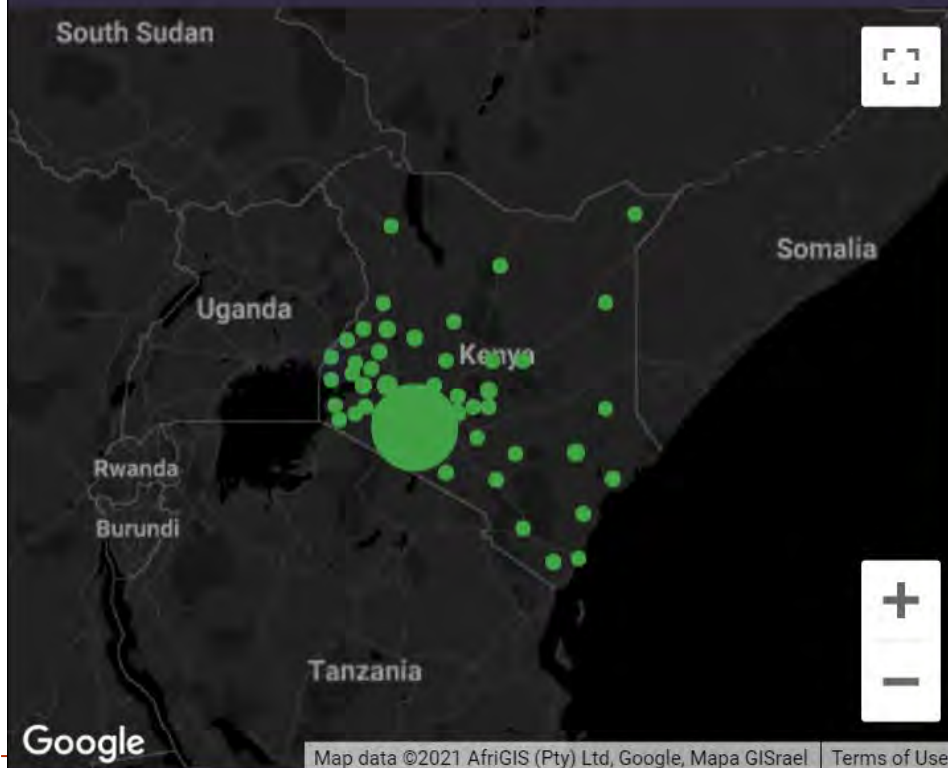 South Sudan
Somalia
Uganda
Kenya
Rwanda
Burundi
Tanzania
Google
Map data ©2021 AfriGIS (Pty) Ltd, Google, Mapa GISrael
Terms of Use